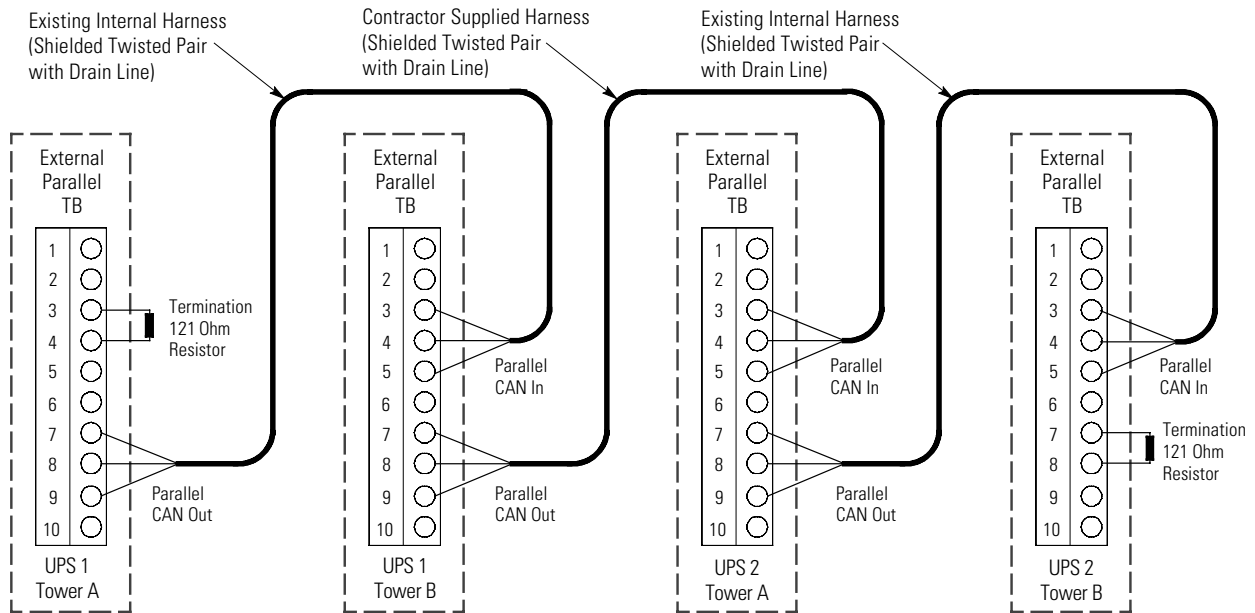 Existing Internal Harness
(Shielded Twisted Pair
with Drain Line)
Contractor Supplied Harness
(Shielded Twisted Pair
with Drain Line)
Existing Internal Harness
(Shielded Twisted Pair
with Drain Line)
External
Parallel
TB
1
2
3
4
5
6
7
8
9
10
Termination
121 Ohm
Resistor
Parallel
CAN Out
UPS 1
Tower A
External
Parallel
TB
1
2
3
4
5
6
7
8
9
10
Parallel
CAN In
Parallel
CAN Out
UPS 1
Tower B
External
Parallel
TB
1
2
3
4
5
6
7
8
9
10
Parallel
CAN In
Parallel
CAN Out
UPS 2
Tower A
External
Parallel
TB
1
2
3
4
5
6
7
8
9
10
Parallel
CAN In
Termination
121 Ohm
Resistor
UPS 2
Tower B